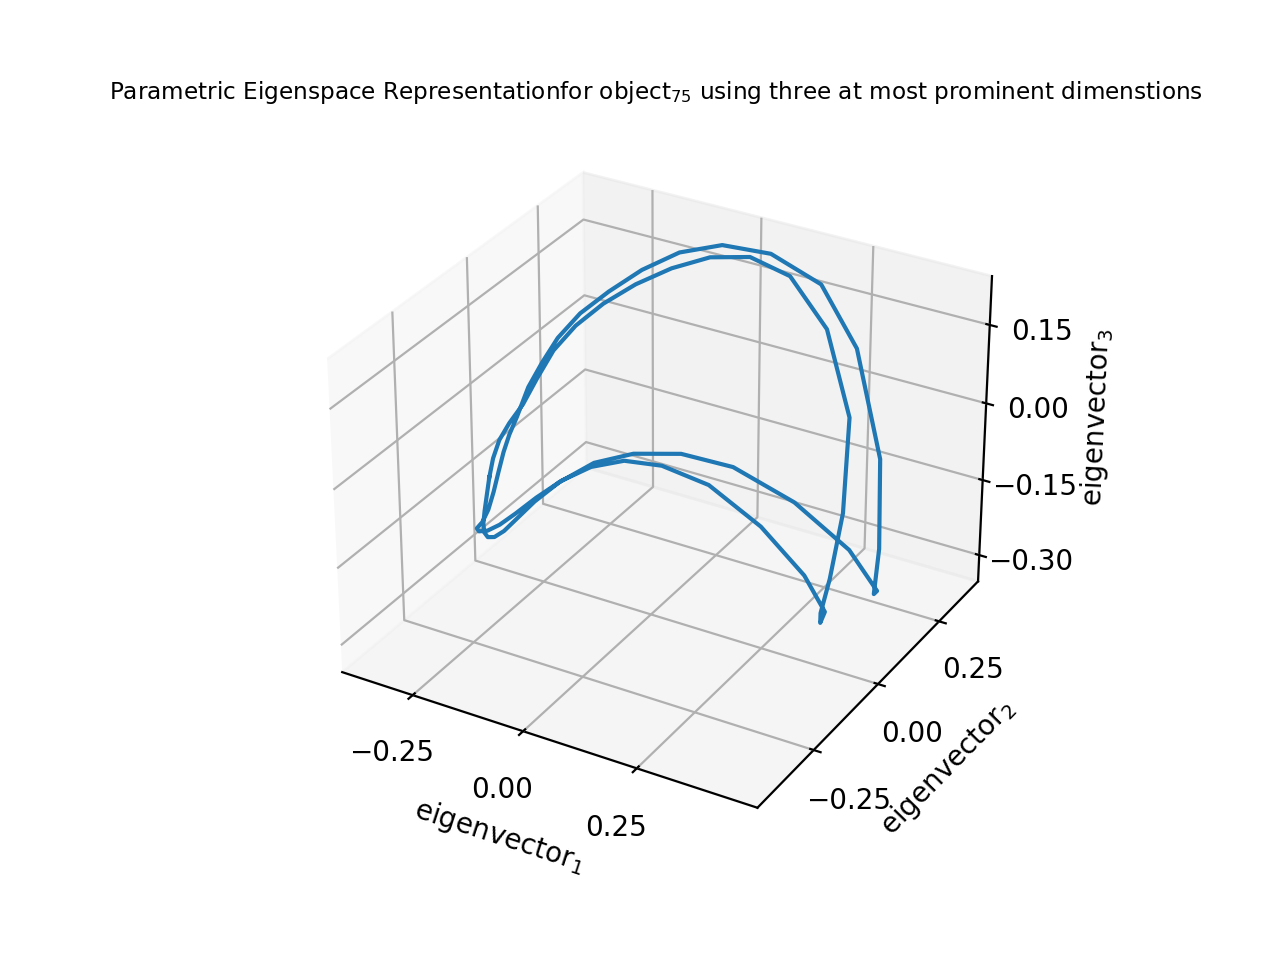 Parametric Eigenspace Representationfor object₇₅ using three at most prominent dimenstions
0.15
0.00
−0.15
−0.30
eigenvector₃
0.25
0.00
−0.25
eigenvector₂
−0.25
0.00
0.25
eigenvector₁